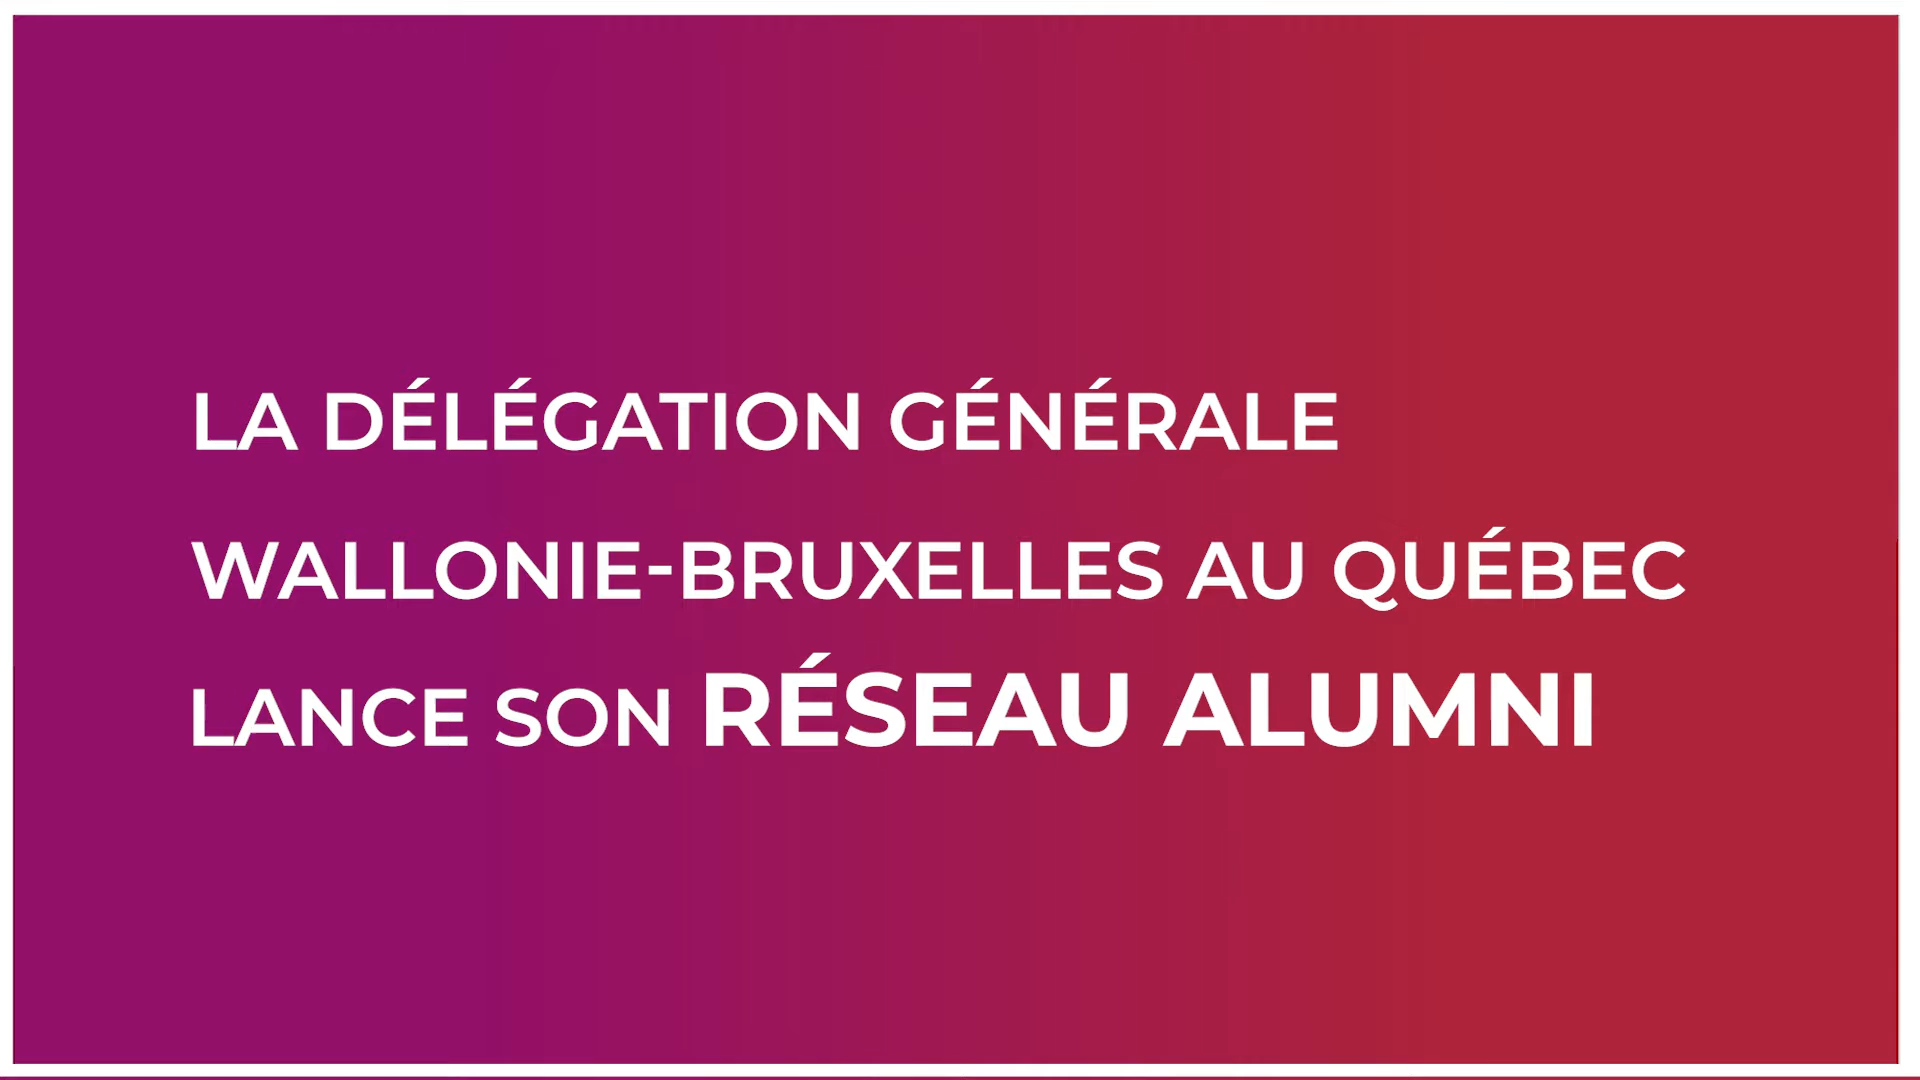 LA DÉLÉGATION GÉNÉRALE
WALLONIE-BRUXELLES AU QUÉBEC
LANCE SON RÉSEAU ALUMNI